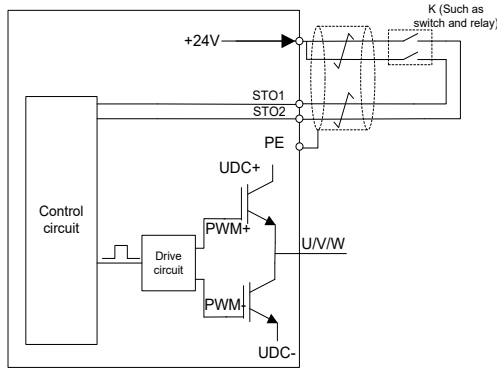 K (Such as
switch and relay)
+24V
STO1
STO2
PE
UDC+
Control
circuit
PWM+
U/V/W
Drive
circuit
PWM-
UDC-